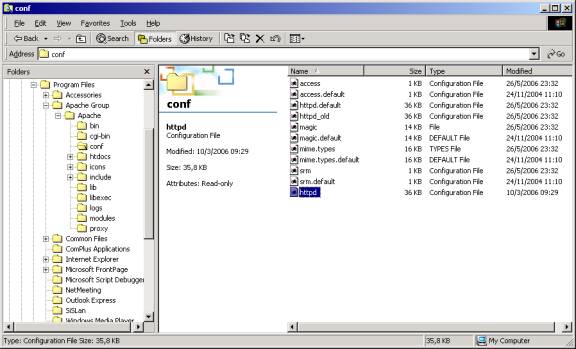 conf
File Edit View Favorites Tools Help
Back Search Folders History
Address conf Go
Folders
Program Files
Accessories
Apache Group
Apache
bin
cgi-bin
conf
htdocs
icons
include
lib
libexec
logs
modules
proxy
Common Files
ComPlus Applications
Internet Explorer
Microsoft FrontPage
Microsoft Script Debugger
NetMeeting
Outlook Express
SiSLan
Windows Media Player
conf
httpd
Configuration File
Modified: 10/3/2006 09:29
Size: 35,8 KB
Attributes: Read-only
Name Size Type Modified
access 1 KB Configuration File 26/5/2006 23:32
access.default 1 KB Configuration File 24/11/2004 11:10
httpd.default 36 KB Configuration File 26/5/2006 23:32
httpd_old 36 KB Configuration File 26/5/2006 23:32
magic 14 KB File 26/5/2006 23:32
magic.default 14 KB DEFAULT File 24/11/2004 11:10
mime.types 16 KB TYPES File 26/5/2006 23:32
mime.types.default 16 KB DEFAULT File 24/11/2004 11:10
srm 1 KB Configuration File 26/5/2006 23:32
srm.default 1 KB Configuration File 24/11/2004 11:10
httpd 36 KB Configuration File 10/3/2006 09:29
Type: Configuration File Size: 35,8 KB 35,8 KB My Computer